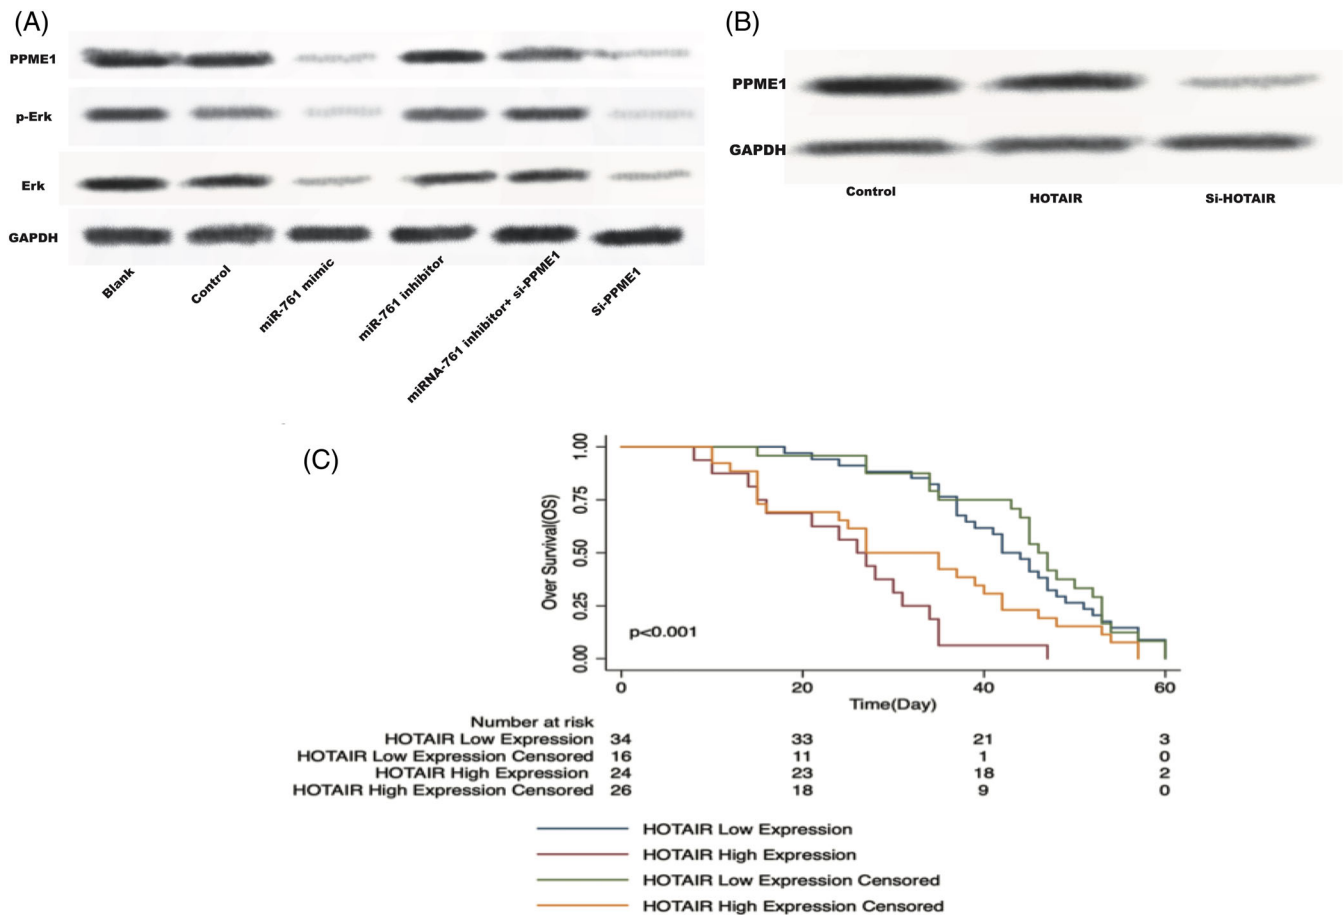 (A)
PPME1
p-Erk
Erk
GAPDH
Blank
Control
miR-761 mimic
miR-761 inhibitor
miRNA-761 inhibitor+ si-PPME1
Si-PPME1
(B)
PPME1
GAPDH
Control
HOTAIR
Si-HOTAIR
(C)
Over Survival(OS)
1.00
0.75
0.50
0.25
0.00
p<0.001
0 20 40 60
Time(Day)
Number at risk
HOTAIR Low Expression 34 33 21 3
HOTAIR Low Expression Censored 16 11 1 0
HOTAIR High Expression 24 23 18 2
HOTAIR High Expression Censored 26 18 9 0
HOTAIR Low Expression
HOTAIR High Expression
HOTAIR Low Expression Censored
HOTAIR High Expression Censored